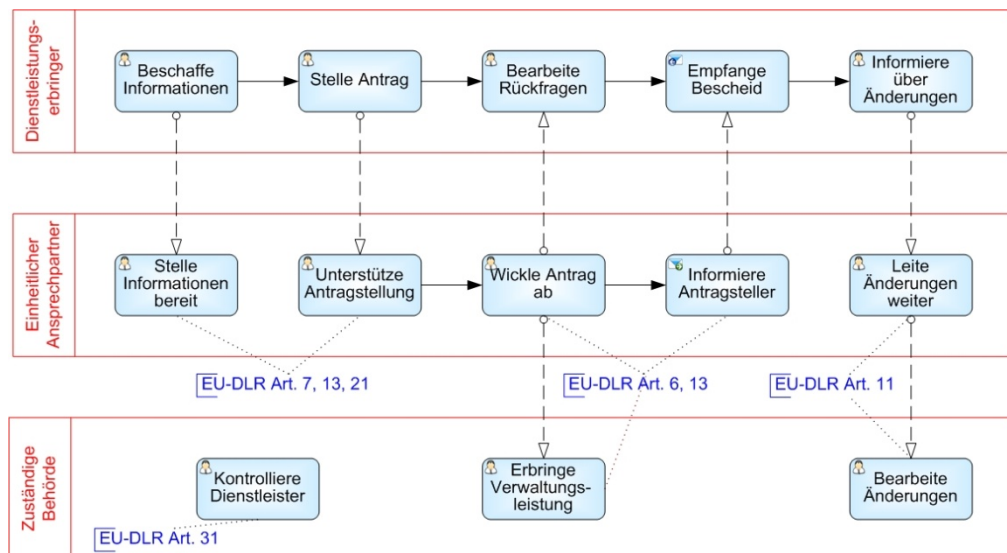 Dienstleistungs-
erbringer
Beschaffe
Informationen
Stelle Antrag
Bearbeite
Rückfragen
Empfange
Bescheid
Informiere
über
Änderungen
Einheitlicher
Ansprechpartner
Stelle
Informationen
bereit
Unterstütze
Antragstellung
Wickle Antrag
ab
Informiere
Antragsteller
Leite
Änderungen
weiter
EU-DLR Art. 7, 13, 21
EU-DLR Art. 6, 13
EU-DLR Art. 11
Zuständige
Behörde
Kontrolliere
Dienstleister
Erbringe
Verwaltungs-
leistung
Bearbeite
Änderungen
EU-DLR Art. 31